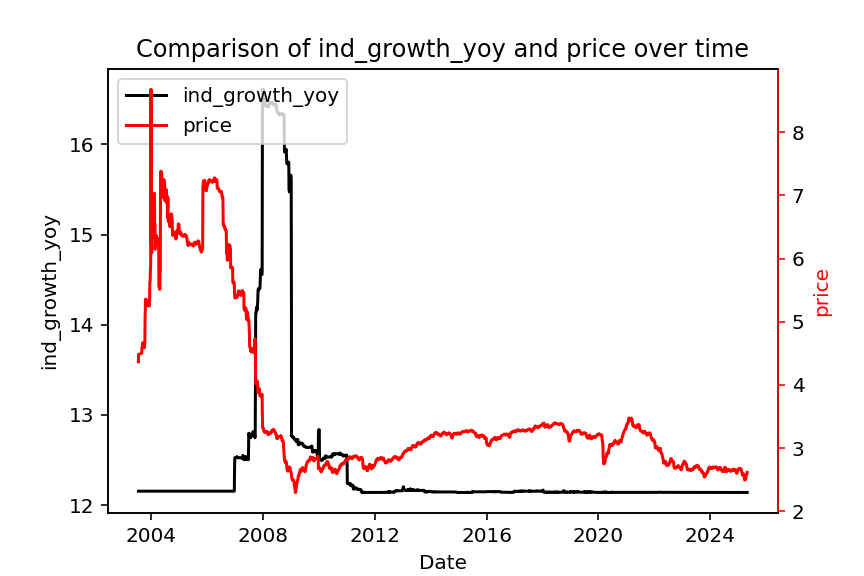 Comparison of ind_growth_yoy and price over time
ind_growth_yoy
price
16
15
14
13
12
ind_growth_yoy
8
7
6
5
4
3
2
price
2004 2008 2012 2016 2020 2024
Date